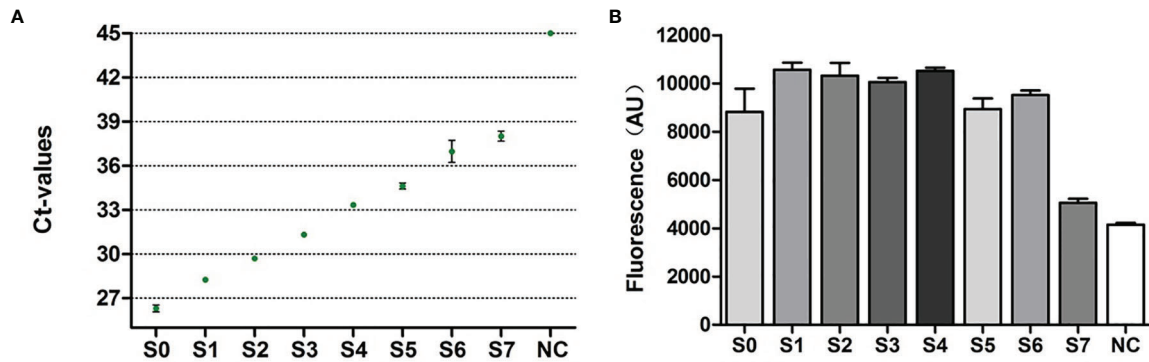 A
Ct-values
45
42
39
36
33
30
27
S0 S1 S2 S3 S4 S5 S6 S7 NC
B
Fluorescence (AU)
12000
10000
8000
6000
4000
2000
0
S0 S1 S2 S3 S4 S5 S6 S7 NC